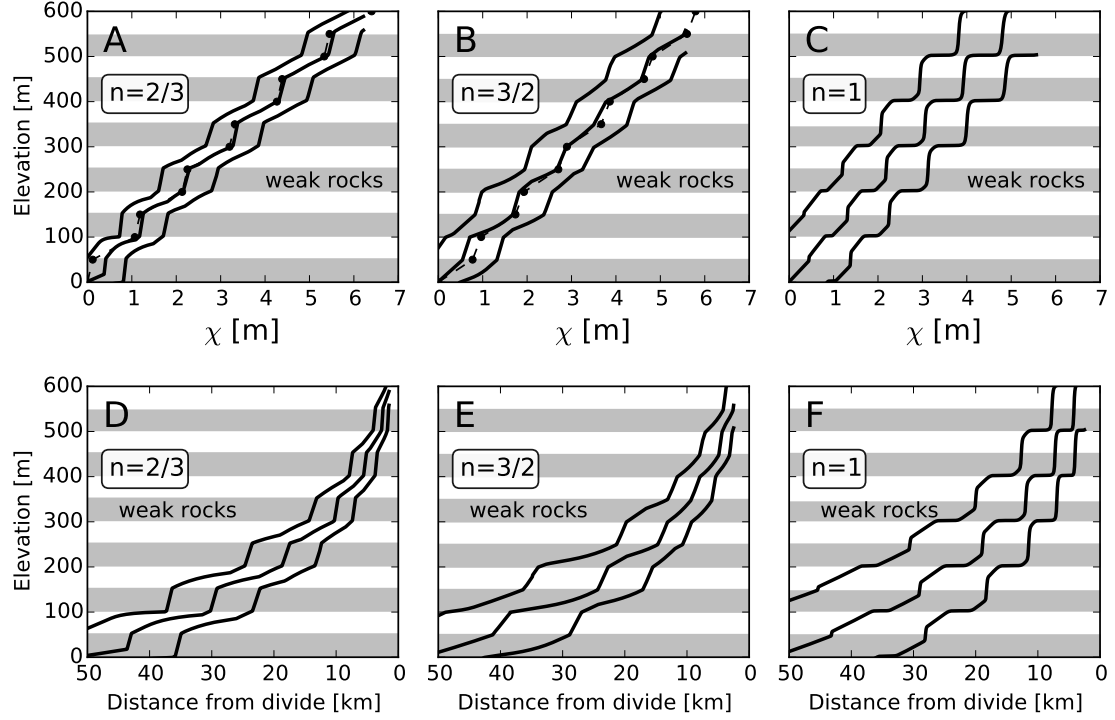 A
B
C
n=2/3
n=3/2
n=1
weak rocks
weak rocks
weak rocks
Elevation [m]
600
500
400
300
200
100
0
0 1 2 3 4 5 6 7
0 1 2 3 4 5 6 7
0 1 2 3 4 5 6 7
χ [m]
χ [m]
χ [m]
D
E
F
n=2/3
n=3/2
n=1
weak rocks
weak rocks
weak rocks
Elevation [m]
600
500
400
300
200
100
0
50 40 30 20 10 0
50 40 30 20 10 0
50 40 30 20 10 0
Distance from divide [km]
Distance from divide [km]
Distance from divide [km]